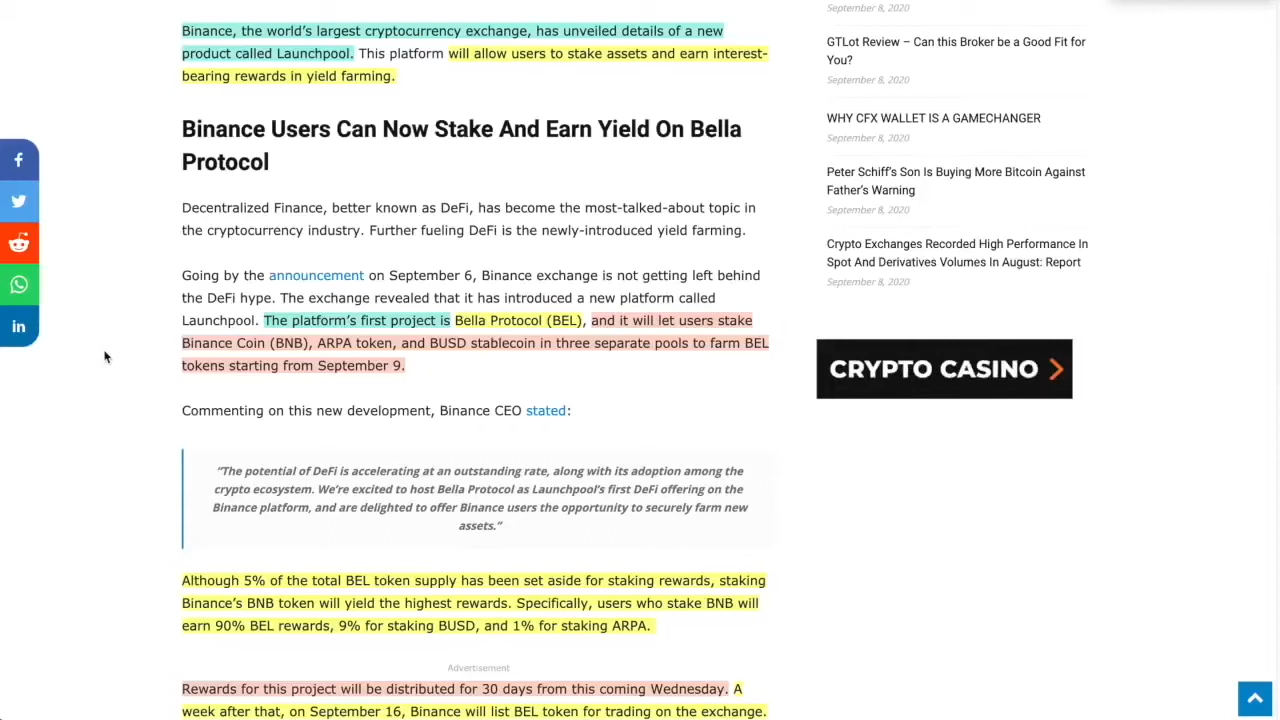 Binance, the world's largest cryptocurrency exchange, has unveiled details of a new
product called Launchpool. This platform will allow users to stake assets and earn interest-
bearing rewards in yield farming.
Binance Users Can Now Stake And Earn Yield On Bella
Protocol
Decentralized Finance, better known as DeFi, has become the most-talked-about topic in
the cryptocurrency industry. Further fueling DeFi is the newly-introduced yield farming.
Going by the announcement on September 6, Binance exchange is not getting left behind
the DeFi hype. The exchange revealed that it has introduced a new platform called
Launchpool. The platform's first project is Bella Protocol (BEL), and it will let users stake
Binance Coin (BNB), ARPA token, and BUSD stablecoin in three separate pools to farm BEL
tokens starting from September 9.
Commenting on this new development, Binance CEO stated:
"The potential of DeFi is accelerating at an outstanding rate, along with its adoption among the
crypto ecosystem. We're excited to host Bella Protocol as Launchpool's first DeFi offering on the
Binance platform, and are delighted to offer Binance users the opportunity to securely farm new
assets."
Although 5% of the total BEL token supply has been set aside for staking rewards, staking
Binance's BNB token will yield the highest rewards. Specifically, users who stake BNB will
earn 90% BEL rewards, 9% for staking BUSD, and 1% for staking ARPA.
Advertisement
Rewards for this project will be distributed for 30 days from this coming Wednesday. A
week after that, on September 16, Binance will list BEL token for trading on the exchange.
September 8, 2020
GTLot Review – Can this Broker be a Good Fit for
You?
September 8, 2020
WHY CFX WALLET IS A GAMECHANGER
September 8, 2020
Peter Schiff's Son Is Buying More Bitcoin Against
Father's Warning
September 8, 2020
Crypto Exchanges Recorded High Performance In
Spot And Derivatives Volumes In August: Report
September 8, 2020
CRYPTO CASINO